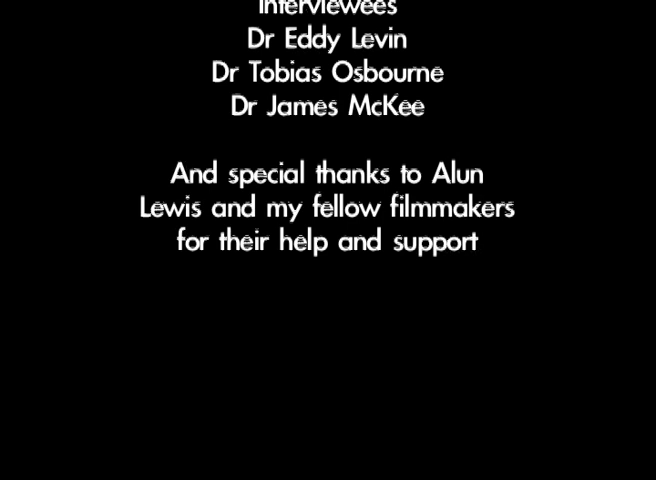 Interviewees
Dr Eddy Levin
Dr Tobias Osbourne
Dr James McKee
And special thanks to Alun
Lewis and my fellow filmmakers
for their help and support